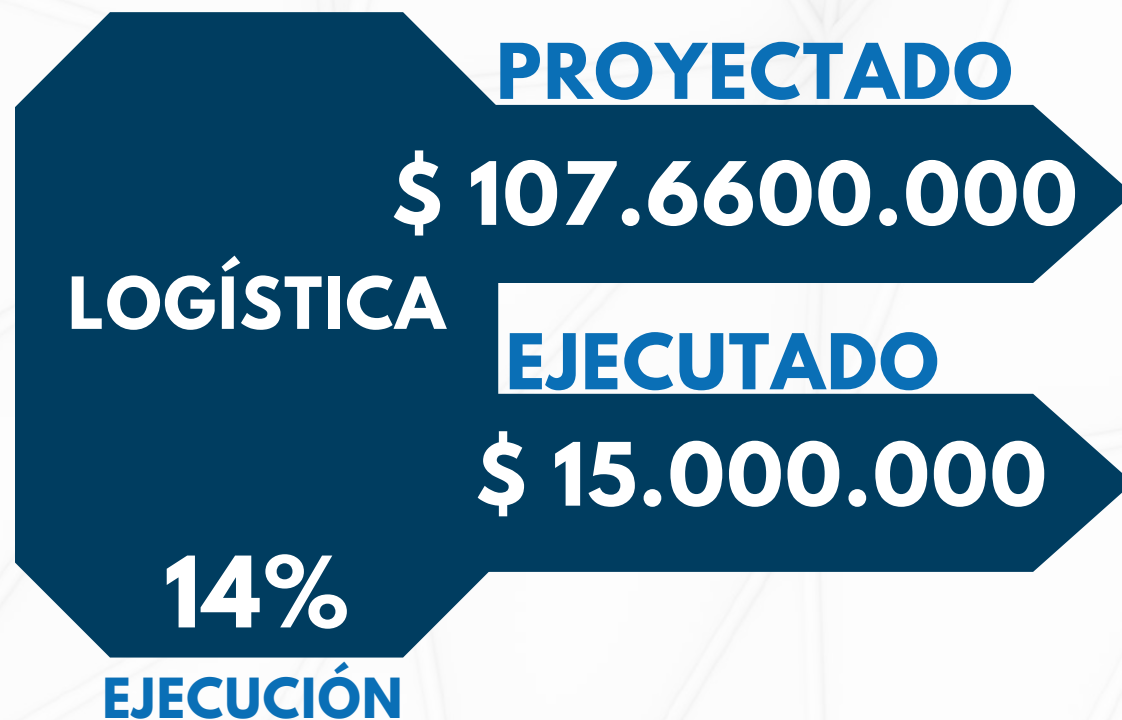 PROYECTADO
$ 107.6600.000
LOGÍSTICA
EJECUTADO
$ 15.000.000
14%
EJECUCIÓN